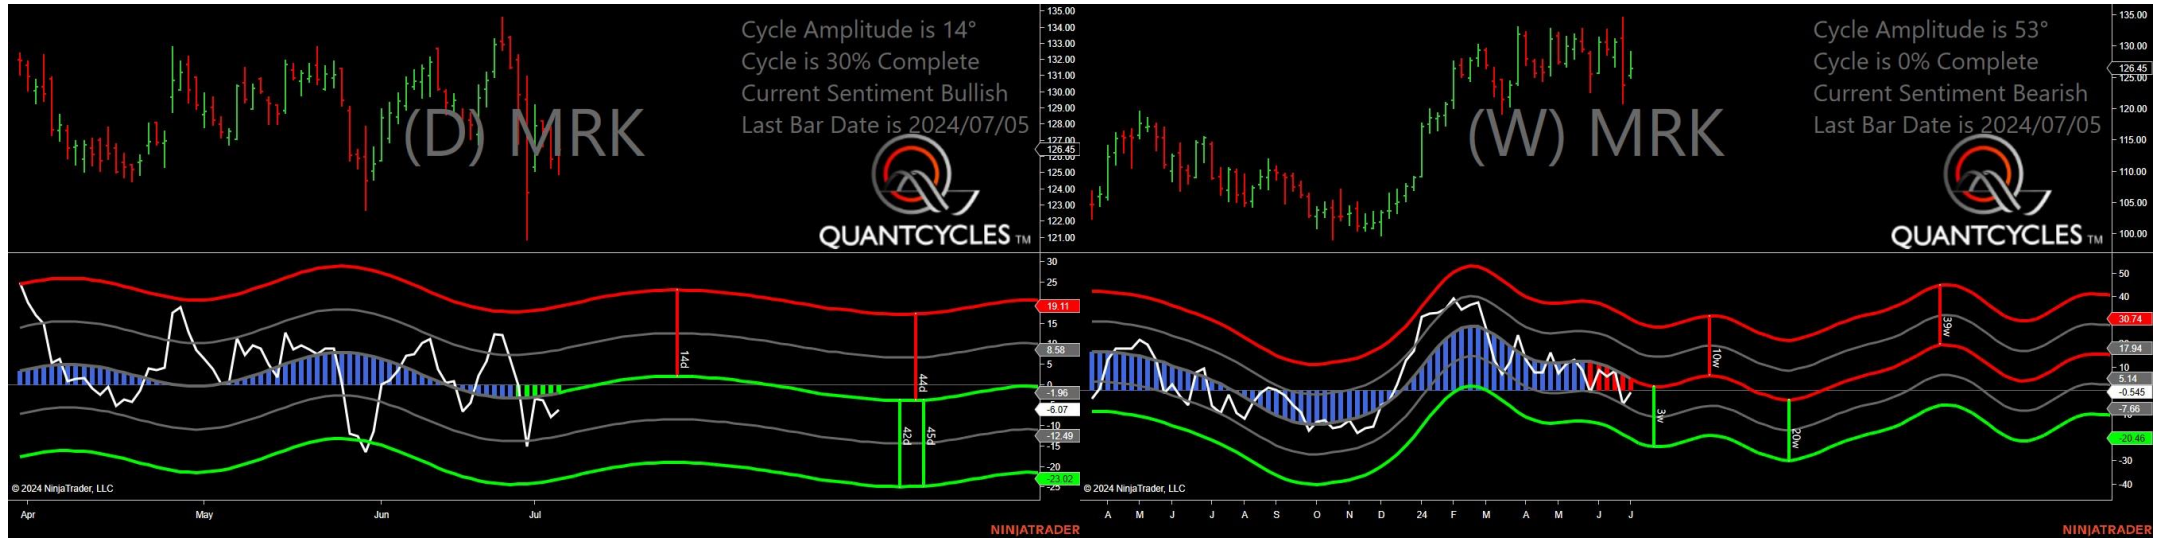 Cycle Amplitude is 14°
Cycle is 30% Complete
Current Sentiment Bullish
Last Bar Date is 2024/07/05
(D) MRK
QUANTCYCLES TM
135.00
134.00
133.00
132.00
131.00
130.00
129.00
128.00
127.00
126.45
126.00
125.00
124.00
123.00
122.00
121.00
30
25
19.11
15
8.58
5
0
-1.96
-6.07
-10
-12.49
-15
-20
-23.02
-25
14d
44d
42d
45d
© 2024 NinjaTrader, LLC
Apr
May
Jun
Jul
NINJATRADER
Cycle Amplitude is 53°
Cycle is 0% Complete
Current Sentiment Bearish
Last Bar Date is 2024/07/05
(W) MRK
QUANTCYCLES TM
135.00
130.00
126.45
125.00
120.00
115.00
110.00
105.00
100.00
50
40
30.74
17.94
10
5.14
-0.545
-7.66
-20.46
-30
-40
10w
39w
3w
20w
© 2024 NinjaTrader, LLC
A M J J A S O N D 24 F M A M J J
NINJATRADER